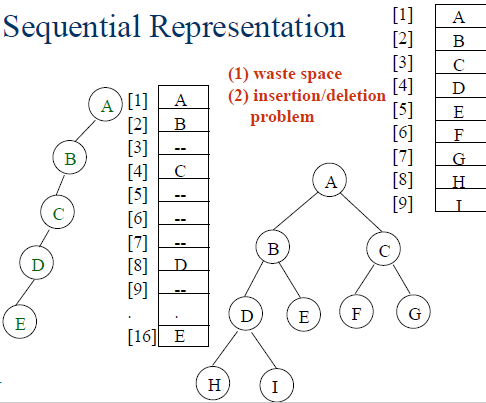 Sequential Representation
(1) waste space
(2) insertion/deletion
problem
A
B
C
D
E
[1] A
[2] B
[3] --
[4] C
[5] --
[6] --
[7] --
[8] D
[9] --
. .
[16] E
A
B C
D E F G
H I
[1] A
[2] B
[3] C
[4] D
[5] E
[6] F
[7] G
[8] H
[9] I